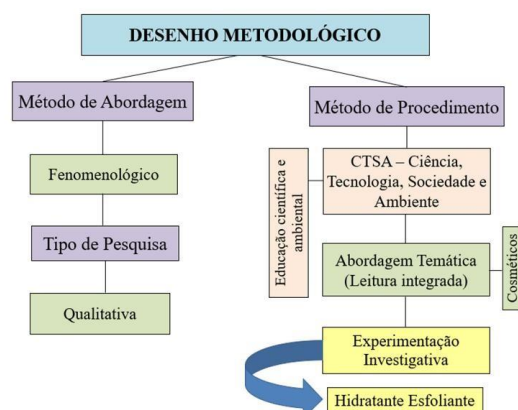 DESENHO METODOLÓGICO
Método de Abordagem
Fenomenológico
Tipo de Pesquisa
Qualitativa
Método de Procedimento
CTSA – Ciência,
Tecnologia, Sociedade e
Ambiente
Educação científica e
ambiental
Abordagem Temática
(Leitura integrada)
Cosméticos
Experimentação
Investigativa
Hidratante Esfoliante